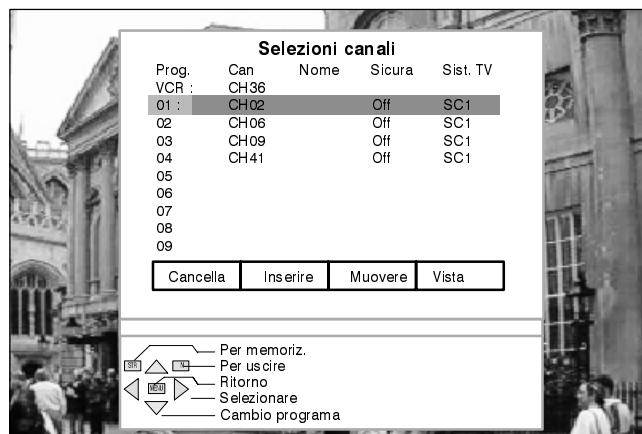 Selezioni canali
Prog. Can Nome Sicura Sist. TV
VCR : CH36
01 : CH02 Off SC1
02 CH06 Off SC1
03 CH09 Off SC1
04 CH41 Off SC1
05
06
07
08
09
Cancella Inserire Muovere Vista
Per memoriz.
STR N Per uscire
MENU Ritorno
Selezionare
Cambio programa